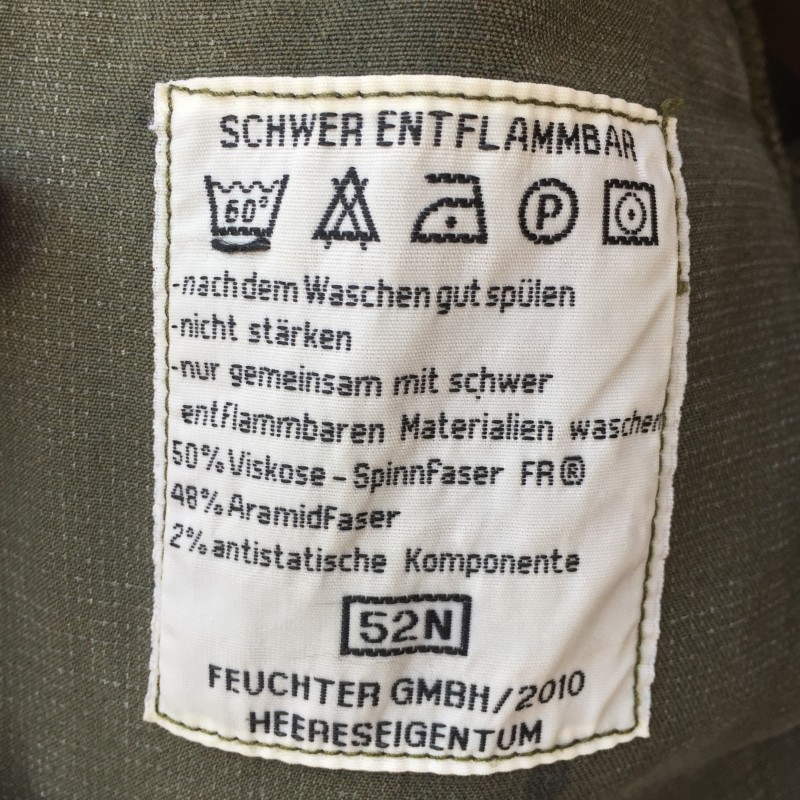 SCHWER ENTFLAMMBAR
60° P
-nach dem Waschen gut spülen
-nicht stärken
-nur gemeinsam mit schwer
entflammbaren Materialien waschen
50% Viskose - Spinnfaser FR®
48% Aramidfaser
2% antistatische Komponente
52N
FEUCHTER GMBH/2010
HEERESEIGENTUM